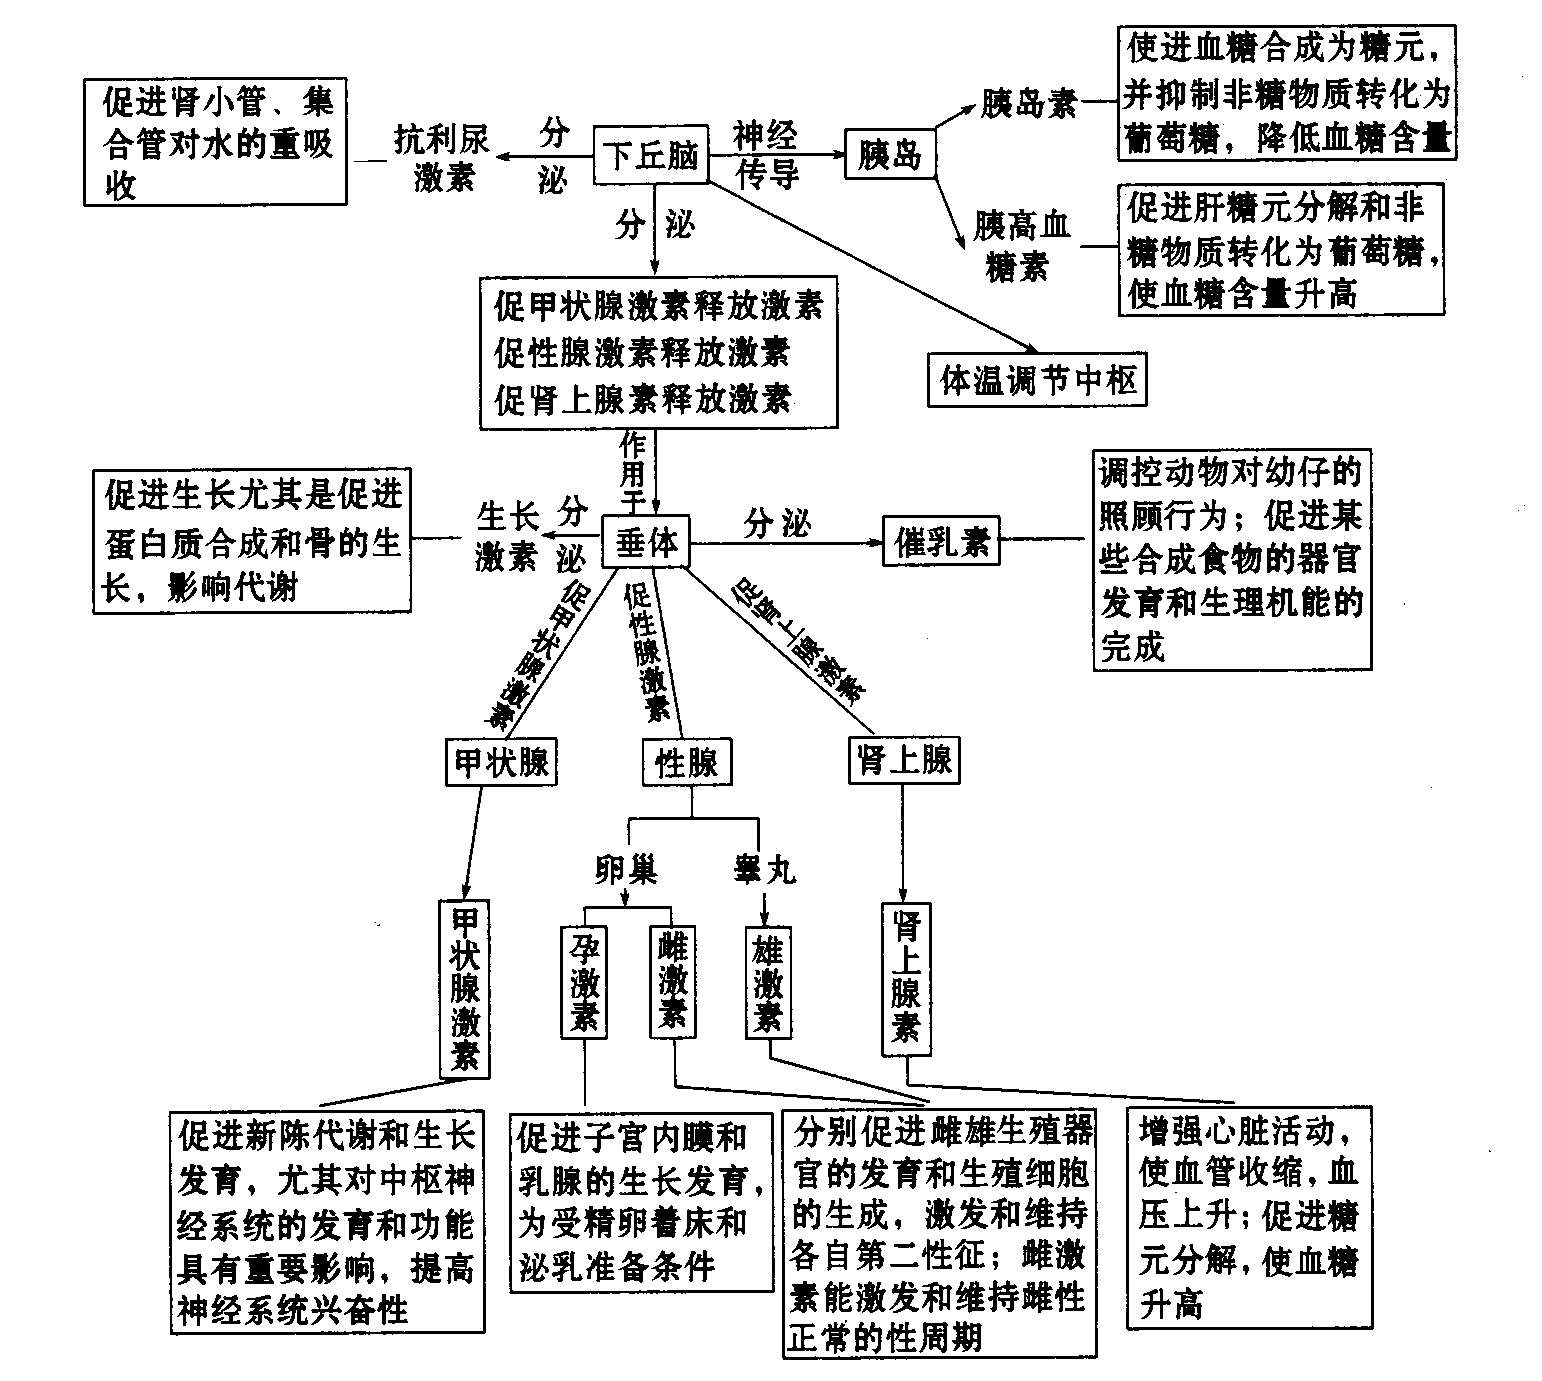 使进血糖合成为糖元，
并抑制非糖物质转化为
葡萄糖，降低血糖含量
促进肾小管、集
合管对水的重吸
收
抗利尿
激素
分
泌
下丘脑
神经
传导
胰岛
胰岛素
胰高血
糖素
促进肝糖元分解和非
糖物质转化为葡萄糖，
使血糖含量升高
分泌
促甲状腺激素释放激素
促性腺激素释放激素
促肾上腺素释放激素
体温调节中枢
作用于
促进生长尤其是促进
蛋白质合成和骨的生
长，影响代谢
生长
激素
分
泌
垂体
分泌
催乳素
调控动物对幼仔的
照顾行为；促进某
些合成食物的器官
发育和生理机能的
完成
促甲状腺激素
促性腺激素
促肾上腺激素
甲状腺
性腺
肾上腺
卵巢
睾丸
甲状腺激素
孕激素
雌激素
雄激素
肾上腺素
促进新陈代谢和生长
发育，尤其对中枢神
经系统的发育和功能
具有重要影响，提高
神经系统兴奋性
促进子宫内膜和
乳腺的生长发育，
为受精卵着床和
泌乳准备条件
分别促进雌雄生殖器
官的发育和生殖细胞
的生成，激发和维持
各自第二性征；雌激
素能激发和维持雌性
正常的性周期
增强心脏活动，
使血管收缩，血
压上升；促进糖
元分解，使血糖
升高